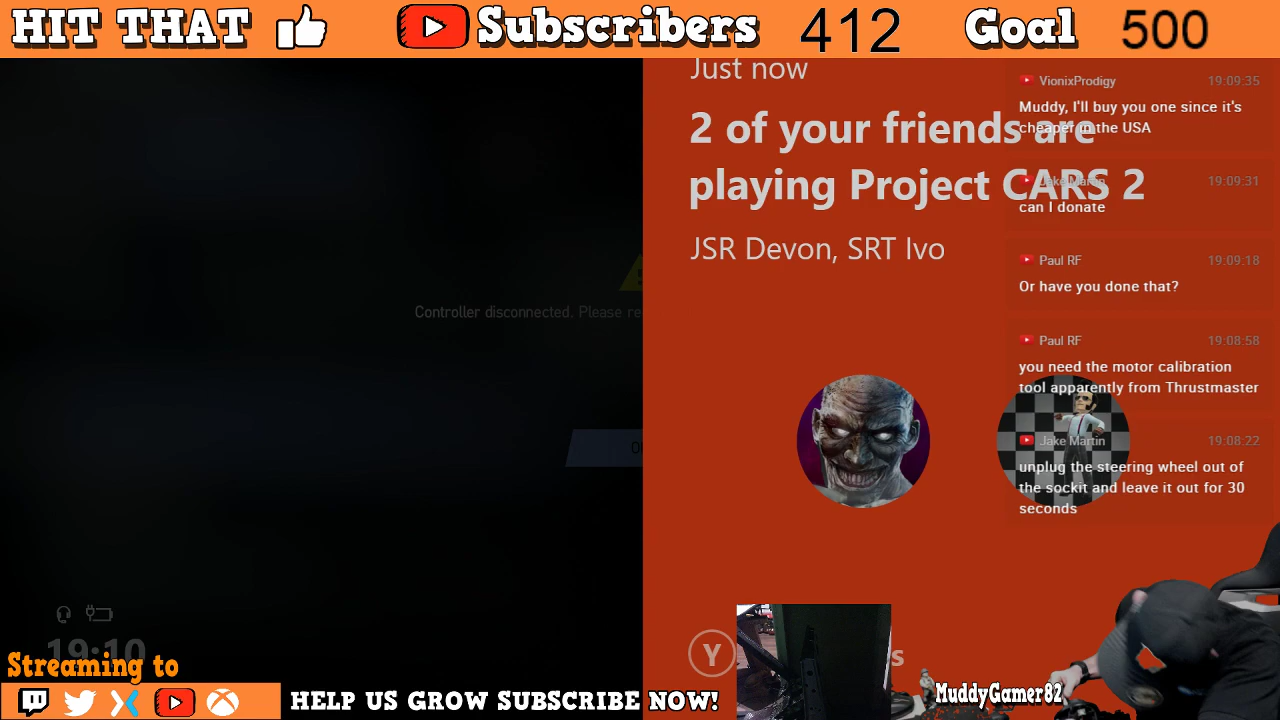 HIT THAT
Subscribers 412
Goal 500
Just now
2 of your friends are
playing Project CARS 2
JSR Devon, SRT Ivo
VionixProdigy 19:09:35
Muddy, I'll buy you one since it's
cheaper in the USA
Jake Martin 19:09:31
can I donate
Paul RF 19:09:18
Or have you done that?
Paul RF 19:08:58
you need the motor calibration
tool apparently from Thrustmaster
Jake Martin 19:08:22
unplug the steering wheel out of
the sockit and leave it out for 30
seconds
Controller disconnected. Please re
19:10
Y
s
Streaming to
HELP US GROW SUBSCRIBE NOW!
MuddyGamer82